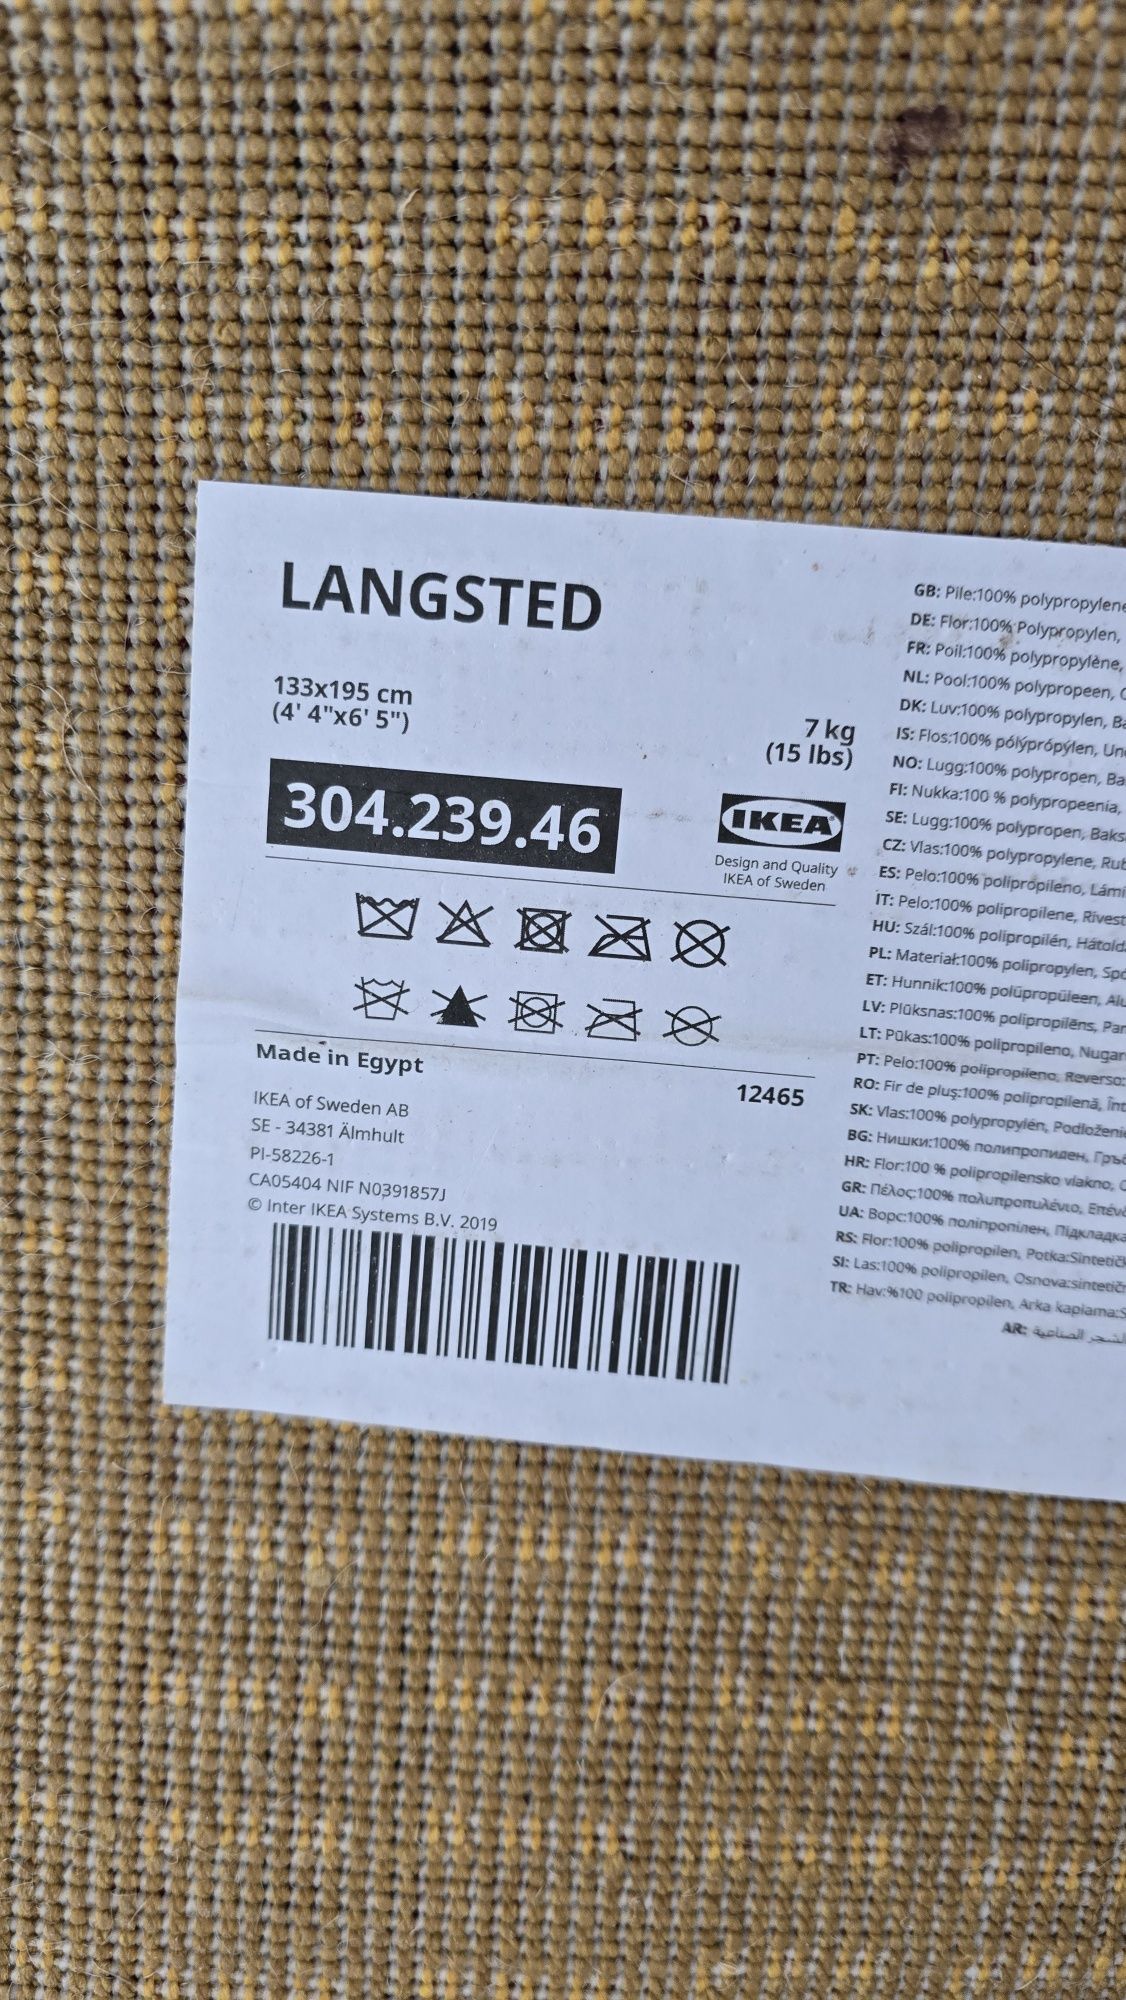 LANGSTED
133x195 cm
(4' 4"x6' 5")
7 kg
(15 lbs)
304.239.46
IKEA
Design and Quality
IKEA of Sweden
Made in Egypt
12465
IKEA of Sweden AB
SE - 34381 Älmhult
PI-58226-1
CA05404 NIF N0391857J
© Inter IKEA Systems B.V. 2019
GB: Pile:100% polypropylene
DE: Flor:100% Polypropylen,
FR: Poil:100% polypropylène,
NL: Pool:100% polypropeen,
DK: Luv:100% polypropylen,
IS: Flos:100% pólýprópýlen,
NO: Lugg:100% polypropen,
FI: Nukka:100 % polypropeenia,
SE: Lugg:100% polypropen,
CZ: Vlas:100% polypropylene,
ES: Pelo:100% polipropileno,
IT: Pelo:100% polipropilene,
HU: Szál:100% polipropilén,
PL: Materiał:100% polipropylen,
ET: Hunnik:100% polüpropüleen,
LV: Plūksnas:100% polipropilēns,
LT: Pūkas:100% polipropileno,
PT: Pelo:100% polipropileno, Reverso:
RO: Fir de pluş:100% polipropilenă,
SK: Vlas:100% polypropylén,
BG: Нишки:100% полипропилен,
HR: Flor:100 % polipropilensko vlakno,
GR: Πέλος:100% πολυπροπυλένιο,
UA: Ворс:100% поліпропілен,
RS: Flor:100% polipropilen,
SI: Las:100% polipropilen,
TR: Hav:%100 polipropilen, Arka kaplama:
AR: